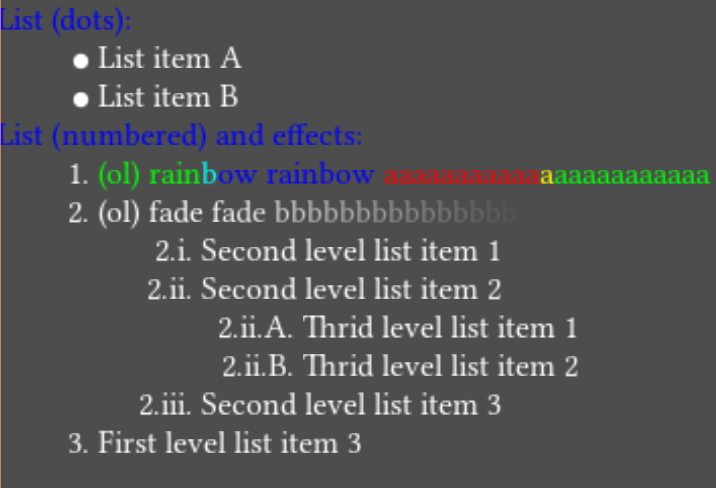 List (dots):
● List item A
● List item B
List (numbered) and effects:
1. (ol) rainbow rainbow aaaaaaaaaaaaaaaaaaaaaaa
2. (ol) fade fade bbbbbbbbbbbbbbb
2.i. Second level list item 1
2.ii. Second level list item 2
2.ii.A. Thrid level list item 1
2.ii.B. Thrid level list item 2
2.iii. Second level list item 3
3. First level list item 3